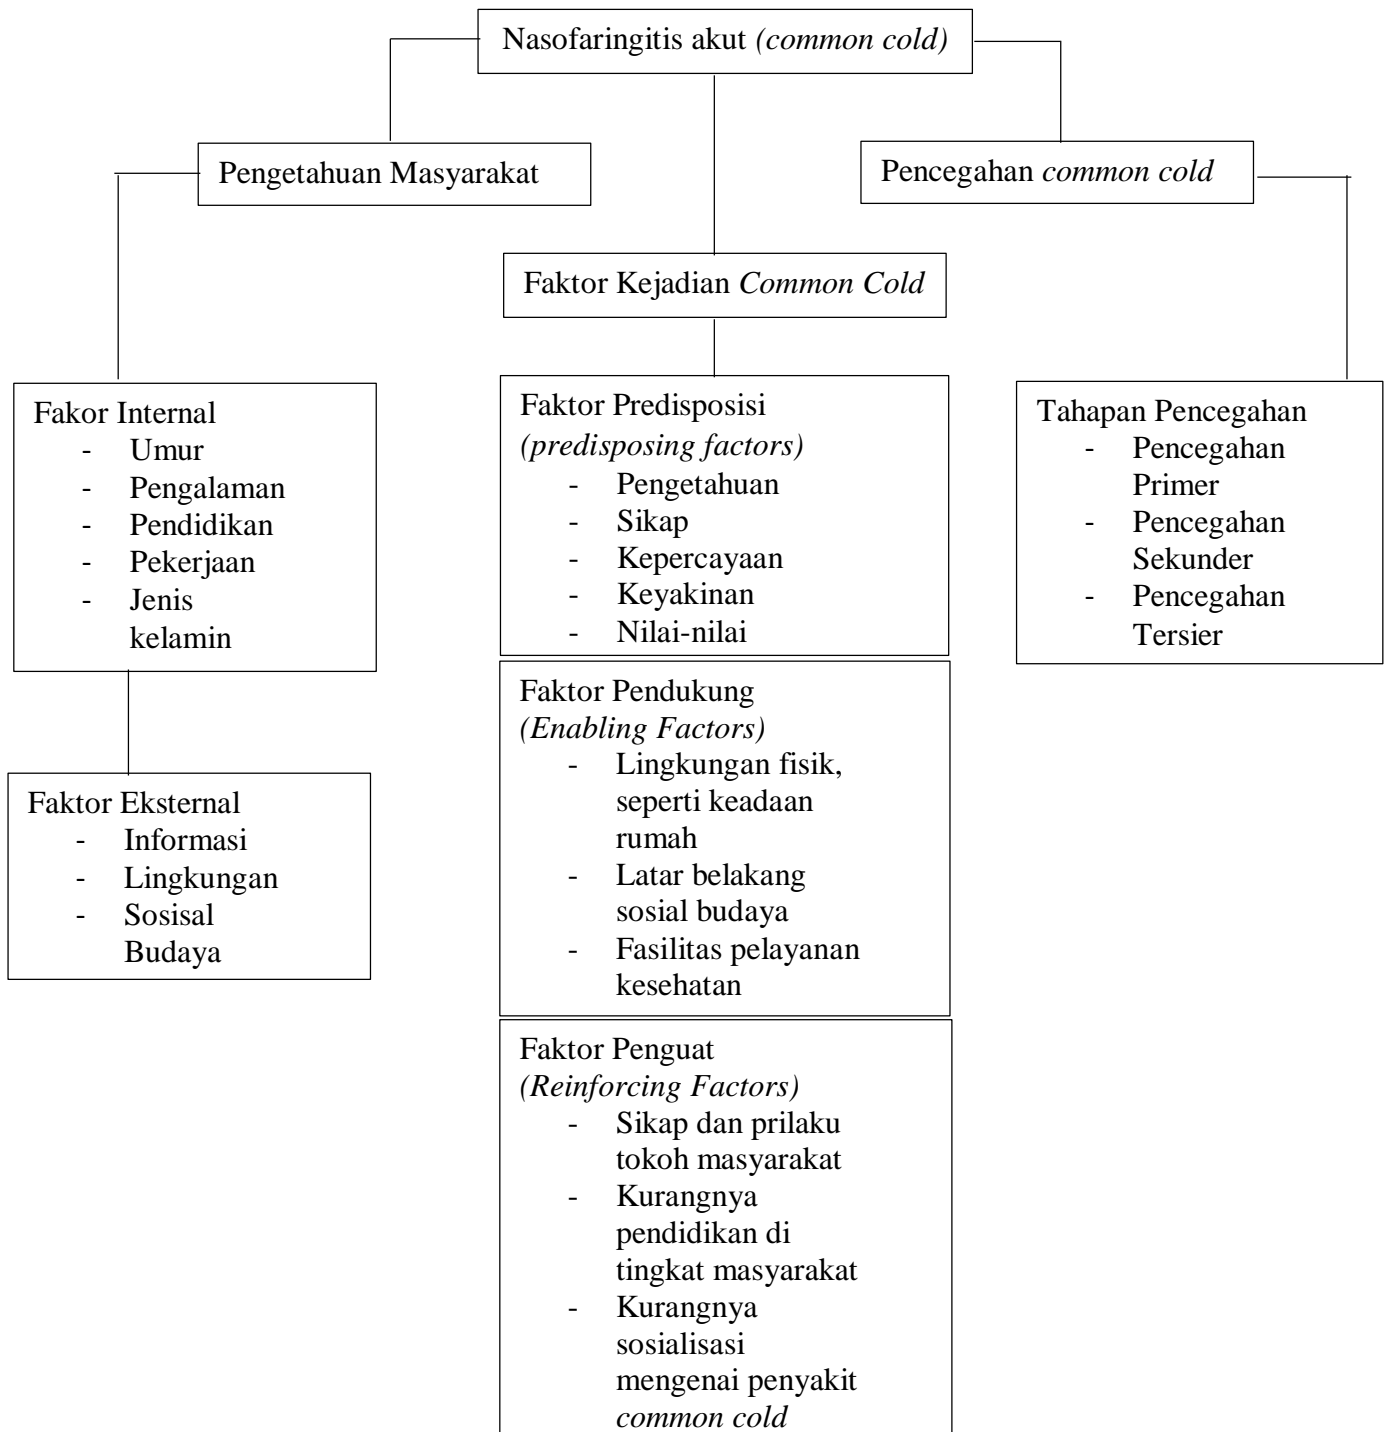 Nasofaringitis akut (common cold)
Pengetahuan Masyarakat
Pencegahan common cold
Faktor Kejadian Common Cold
Fakor Internal
- Umur
- Pengalaman
- Pendidikan
- Pekerjaan
- Jenis
kelamin
Faktor Eksternal
- Informasi
- Lingkungan
- Sosisal
Budaya
Faktor Predisposisi
(predisposing factors)
- Pengetahuan
- Sikap
- Kepercayaan
- Keyakinan
- Nilai-nilai
Faktor Pendukung
(Enabling Factors)
- Lingkungan fisik,
seperti keadaan
rumah
- Latar belakang
sosial budaya
- Fasilitas pelayanan
kesehatan
Faktor Penguat
(Reinforcing Factors)
- Sikap dan prilaku
tokoh masyarakat
- Kurangnya
pendidikan di
tingkat masyarakat
- Kurangnya
sosialisasi
mengenai penyakit
common cold
Tahapan Pencegahan
- Pencegahan
Primer
- Pencegahan
Sekunder
- Pencegahan
Tersier